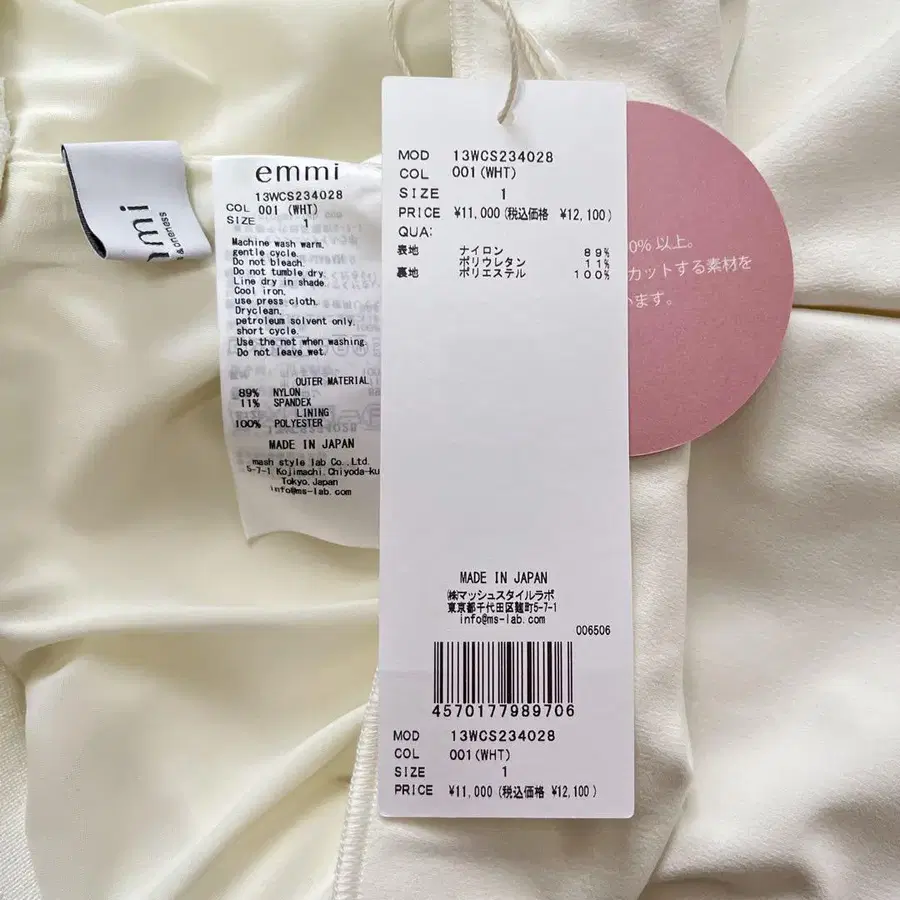 mmi
& oneness
emmi
13WCS234028
COL 001 (WHT)
SIZE 1
Machine wash warm.
gentle cycle.
Do not bleach.
Do not tumble dry.
Line dry in shade.
Cool iron.
use press cloth.
Dryclean.
petroleum solvent only.
short cycle.
Use the net when washing.
Do not leave wet.
OUTER MATERIAL
89% NYLON
11% SPANDEX
LINING
100% POLYESTER
MADE IN JAPAN
mash style lab Co.,Ltd.
5-7-1 Kojimachi,Chiyoda-ku
Tokyo,Japan
info@ms-lab.com
MOD 13WCS234028
COL 001(WHT)
SIZE 1
PRICE ¥11,000(税込価格 ¥12,100)
QUA:
表地 ナイロン 89%
ポリウレタン 11%
裏地 ポリエステル 100%
MADE IN JAPAN
㈱マッシュスタイルラボ
東京都千代田区麹町5-7-1
info@ms-lab.com
006506
4570177989706
MOD 13WCS234028
COL 001(WHT)
SIZE 1
PRICE ¥11,000(税込価格 ¥12,100)
0%以上。
カットする素材を
います。